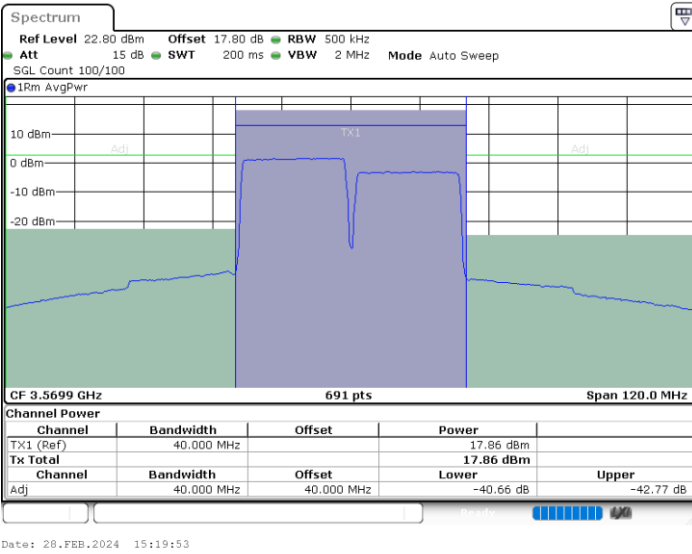 Spectrum
Ref Level 22.80 dBm Offset 17.80 dB RBW 500 kHz
Att 15 dB SWT 200 ms VBW 2 MHz Mode Auto Sweep
SGL Count 100/100
1Rm AvgPwr
10 dBm
TX1
Adj Adj
0 dBm
-10 dBm
-20 dBm
CF 3.5699 GHz 691 pts Span 120.0 MHz
Channel Power
Channel Bandwidth Offset Power
TX1 (Ref) 40.000 MHz 17.86 dBm
Tx Total 17.86 dBm
Channel Bandwidth Offset Lower Upper
Adj 40.000 MHz 40.000 MHz -40.66 dB -42.77 dB
Ready
Date: 28.FEB.2024 15:19:53